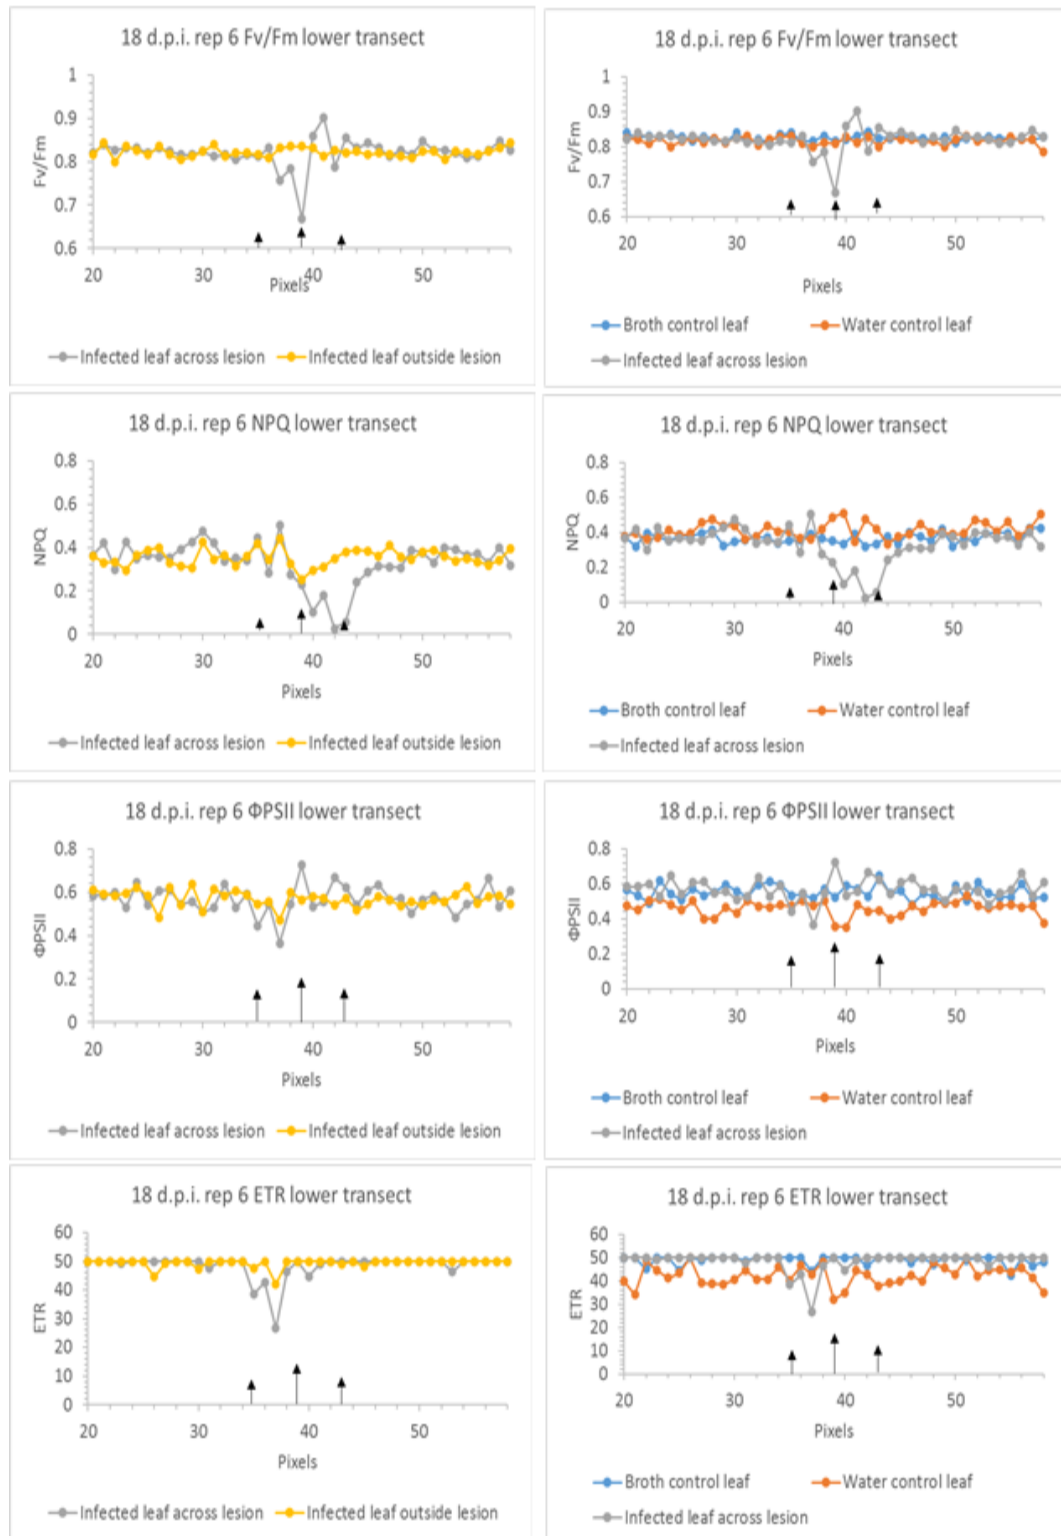 18 d.p.i. rep 6 Fv/Fm lower transect
Fv/Fm
1
0.9
0.8
0.7
0.6
20 30 40 50
Pixels
Infected leaf across lesion Infected leaf outside lesion
18 d.p.i. rep 6 Fv/Fm lower transect
Fv/Fm
1
0.9
0.8
0.7
0.6
20 30 40 50
Pixels
Broth control leaf Water control leaf
Infected leaf across lesion
18 d.p.i. rep 6 NPQ lower transect
NPQ
0.8
0.6
0.4
0.2
0
20 30 40 50
Pixels
Infected leaf across lesion Infected leaf outside lesion
18 d.p.i. rep 6 NPQ lower transect
NPQ
0.8
0.6
0.4
0.2
0
20 30 40 50
Pixels
Broth control leaf Water control leaf
Infected leaf across lesion
18 d.p.i. rep 6 ΦPSII lower transect
ΦPSII
0.8
0.6
0.4
0.2
0
20 30 40 50
Pixels
Infected leaf across lesion Infected leaf outside lesion
18 d.p.i. rep 6 ΦPSII lower transect
ΦPSII
0.8
0.6
0.4
0.2
0
20 30 40 50
Pixels
Broth control leaf Water control leaf
Infected leaf across lesion
18 d.p.i. rep 6 ETR lower transect
ETR
60
50
40
30
20
10
0
20 30 40 50
Pixels
Infected leaf across lesion Infected leaf outside lesion
18 d.p.i. rep 6 ETR lower transect
ETR
60
50
40
30
20
10
0
20 30 40 50
Pixels
Broth control leaf Water control leaf
Infected leaf across lesion